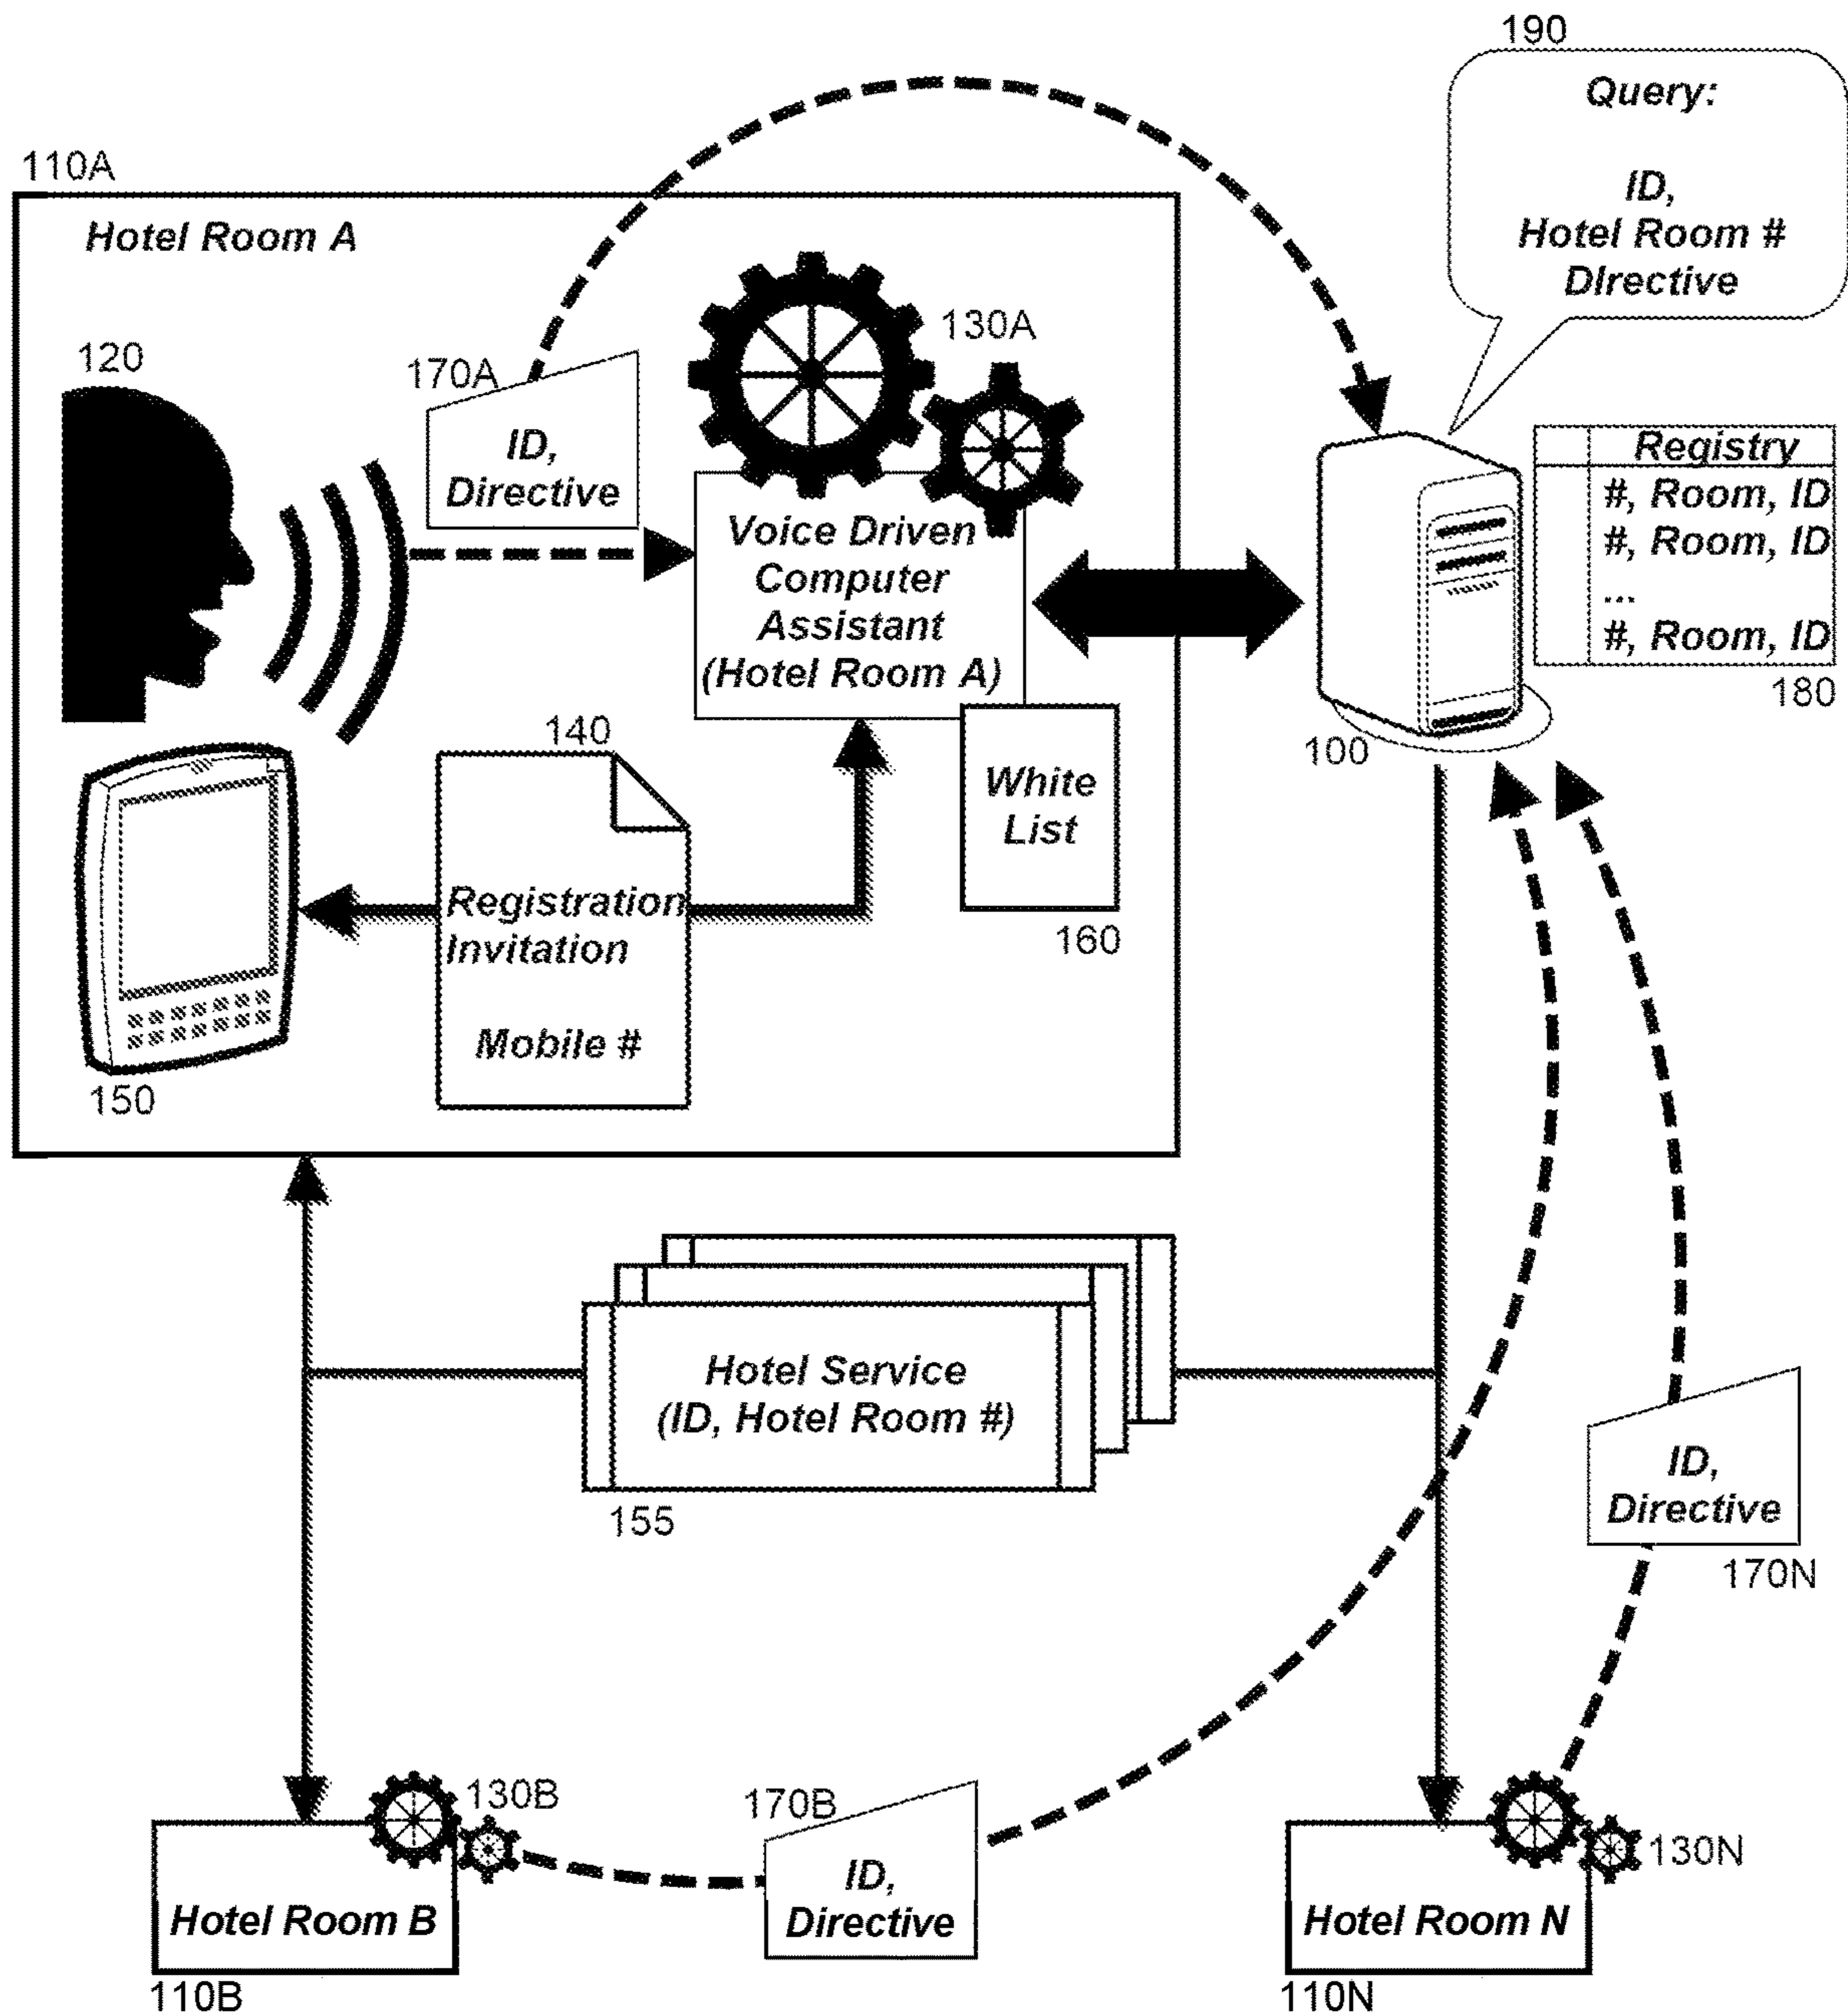 190
Query:
ID,
Hotel Room #
DIrective
110A
Hotel Room A
120
170A
ID,
Directive
130A
Voice Driven
Computer
Assistant
(Hotel Room A)
Registry
#, Room, ID
#, Room, ID
...
#, Room, ID
180
100
140
Registration
Invitation
Mobile #
White
List
160
150
Hotel Service
(ID, Hotel Room #)
155
ID,
Directive
170N
130B
170B
ID,
Directive
Hotel Room B
110B
130N
Hotel Room N
110N